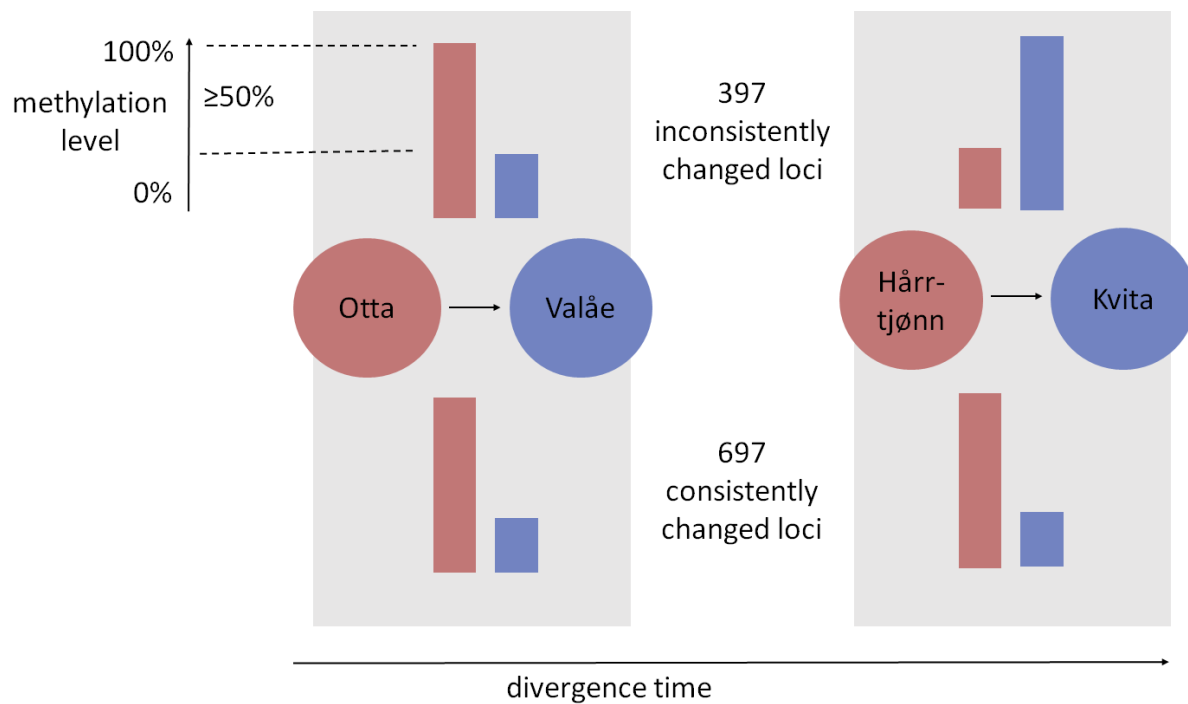 100%
methylation
level
≥50%
0%
397
inconsistently
changed loci
Otta
Valåe
Hårr-
tjønn
Kvita
697
consistently
changed loci
divergence time